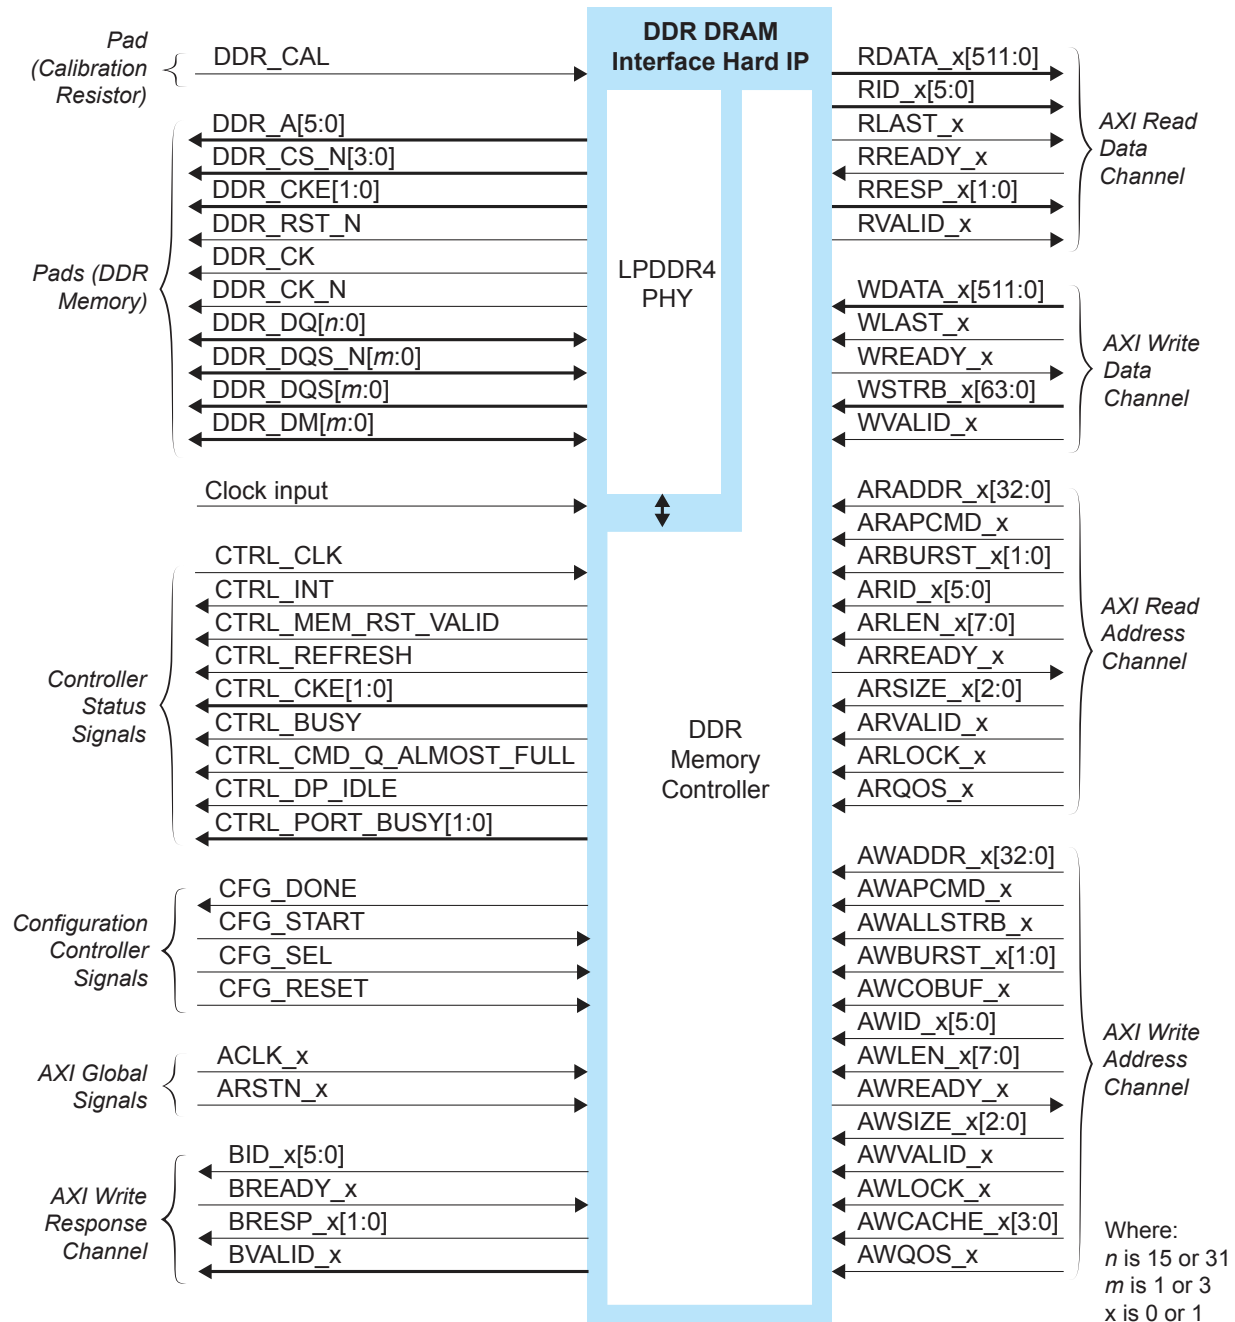 Pad
(Calibration
Resistor)
DDR_CAL
Pads (DDR
Memory)
DDR_A[5:0]
DDR_CS_N[3:0]
DDR_CKE[1:0]
DDR_RST_N
DDR_CK
DDR_CK_N
DDR_DQ[n:0]
DDR_DQS_N[m:0]
DDR_DQS[m:0]
DDR_DM[m:0]
Clock input
Controller
Status
Signals
CTRL_CLK
CTRL_INT
CTRL_MEM_RST_VALID
CTRL_REFRESH
CTRL_CKE[1:0]
CTRL_BUSY
CTRL_CMD_Q_ALMOST_FULL
CTRL_DP_IDLE
CTRL_PORT_BUSY[1:0]
Configuration
Controller
Signals
CFG_DONE
CFG_START
CFG_SEL
CFG_RESET
AXI Global
Signals
ACLK_x
ARSTN_x
AXI Write
Response
Channel
BID_x[5:0]
BREADY_x
BRESP_x[1:0]
BVALID_x
DDR DRAM
Interface Hard IP
LPDDR4
PHY
DDR
Memory
Controller
RDATA_x[511:0]
RID_x[5:0]
RLAST_x
RREADY_x
RRESP_x[1:0]
RVALID_x
AXI Read
Data
Channel
WDATA_x[511:0]
WLAST_x
WREADY_x
WSTRB_x[63:0]
WVALID_x
AXI Write
Data
Channel
ARADDR_x[32:0]
ARAPCMD_x
ARBURST_x[1:0]
ARID_x[5:0]
ARLEN_x[7:0]
ARREADY_x
ARSIZE_x[2:0]
ARVALID_x
ARLOCK_x
ARQOS_x
AXI Read
Address
Channel
AWADDR_x[32:0]
AWAPCMD_x
AWALLSTRB_x
AWBURST_x[1:0]
AWCOBUF_x
AWID_x[5:0]
AWLEN_x[7:0]
AWREADY_x
AWSIZE_x[2:0]
AWVALID_x
AWLOCK_x
AWCACHE_x[3:0]
AWQOS_x
AXI Write
Address
Channel
Where:
n is 15 or 31
m is 1 or 3
x is 0 or 1